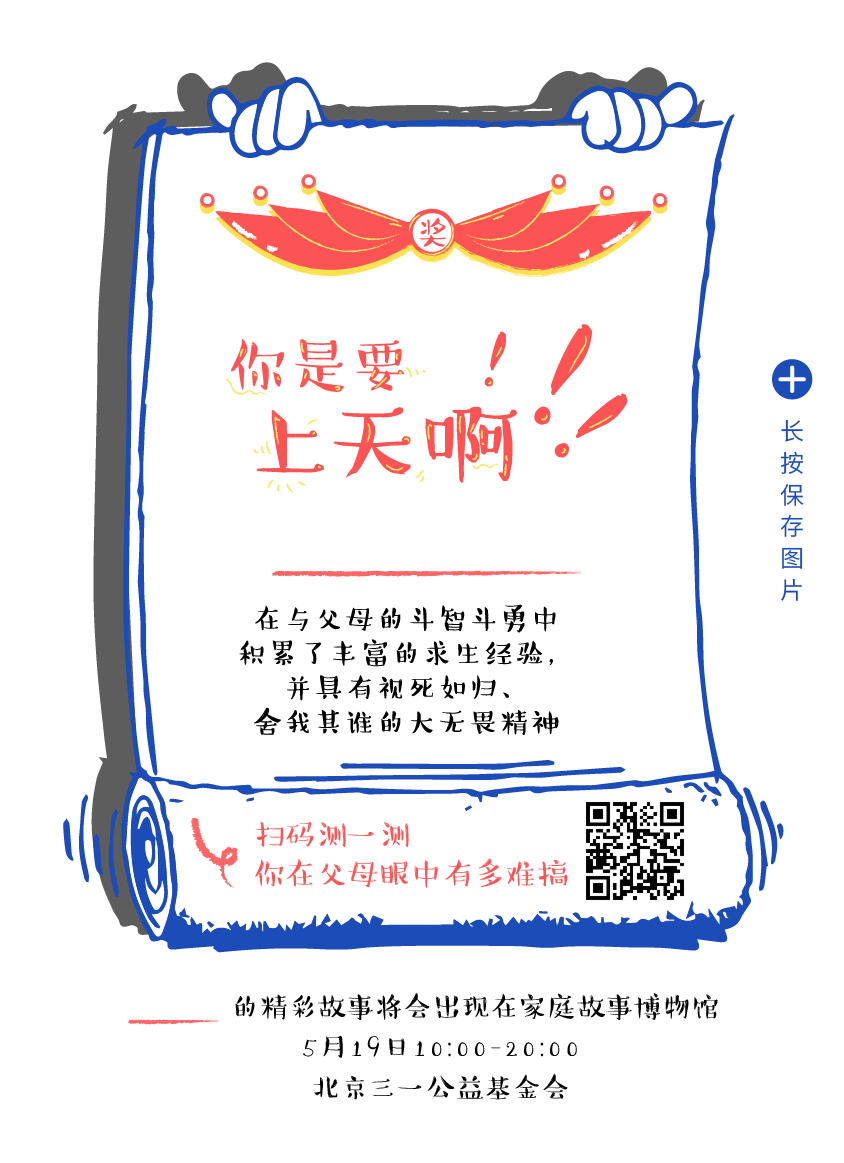 奖
你是要
上天啊!!!
长按保存图片
在与父母的斗智斗勇中
积累了丰富的求生经验,
并具有视死如归、
舍我其谁的大无畏精神
扫码测一测
你在父母眼中有多难搞
的精彩故事将会出现在家庭故事博物馆
5月19日10:00-20:00
北京三一公益基金会